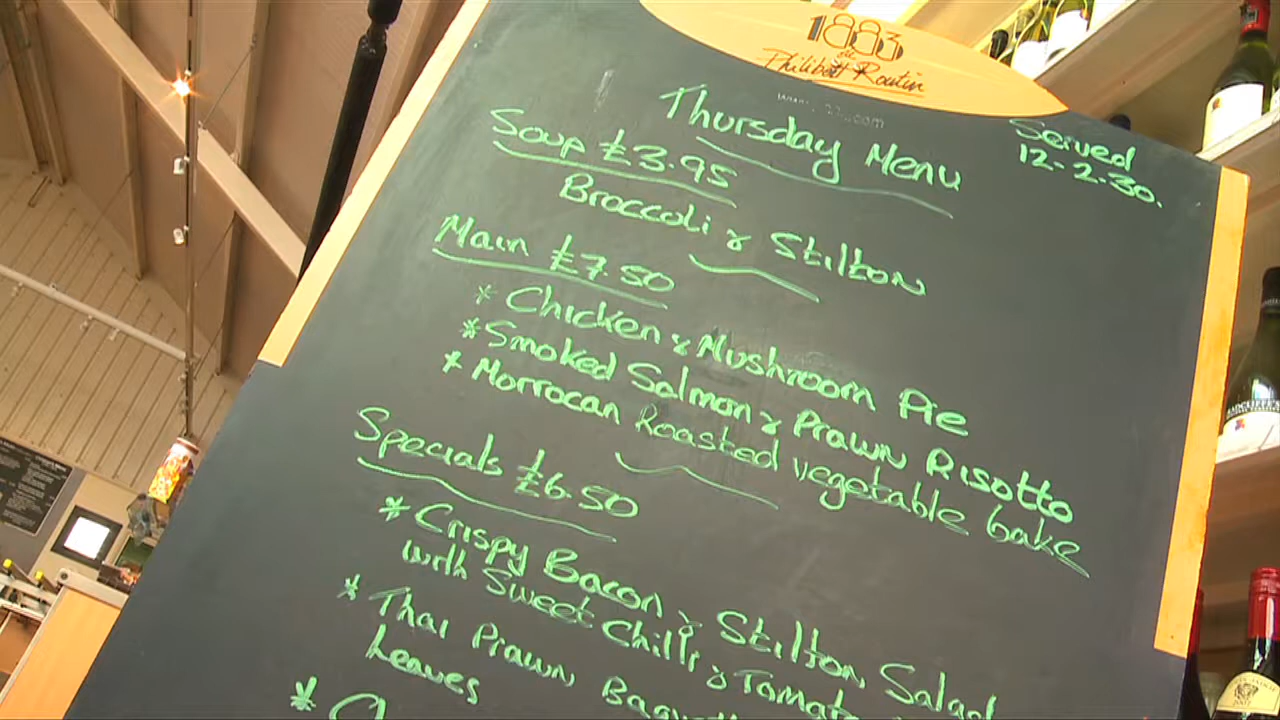 1883
de
Philibert Routin
Thursday Menu
Served
12-2.30.
Soup £3.95
Broccoli & Stilton
Main £7.50
* Chicken & Mushroom Pie
* Smoked Salmon & Prawn Risotto
* Morrocan Roasted vegetable bake
Specials £6.50
* Crispy Bacon & Stilton Salad
with Sweet Chilli & Tomato
* Thai Prawn
Leaves
*